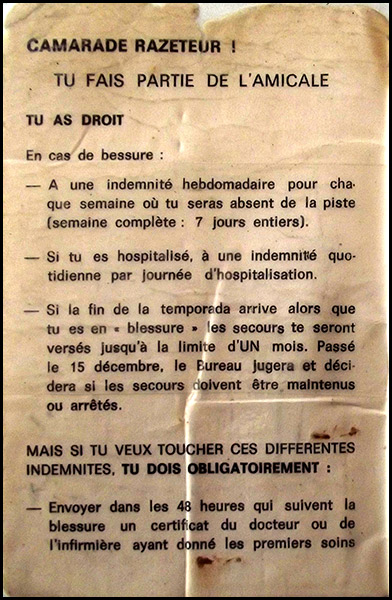 CAMARADE RAZETEUR !
TU FAIS PARTIE DE L'AMICALE
TU AS DROIT
En cas de bessure :
— A une indemnité hebdomadaire pour cha-
que semaine où tu seras absent de la piste
(semaine complète : 7 jours entiers).
— Si tu es hospitalisé, à une indemnité quo-
tidienne par journée d'hospitalisation.
— Si la fin de la temporada arrive alors que
tu es en « blessure » les secours te seront
versés jusqu'à la limite d'UN mois. Passé
le 15 décembre, le Bureau jugera et déci-
dera si les secours doivent être maintenus
ou arrêtés.
MAIS SI TU VEUX TOUCHER CES DIFFERENTES
INDEMNITES, TU DOIS OBLIGATOIREMENT :
— Envoyer dans les 48 heures qui suivent la
blessure un certificat du docteur ou de
l'infirmière ayant donné les premiers soins